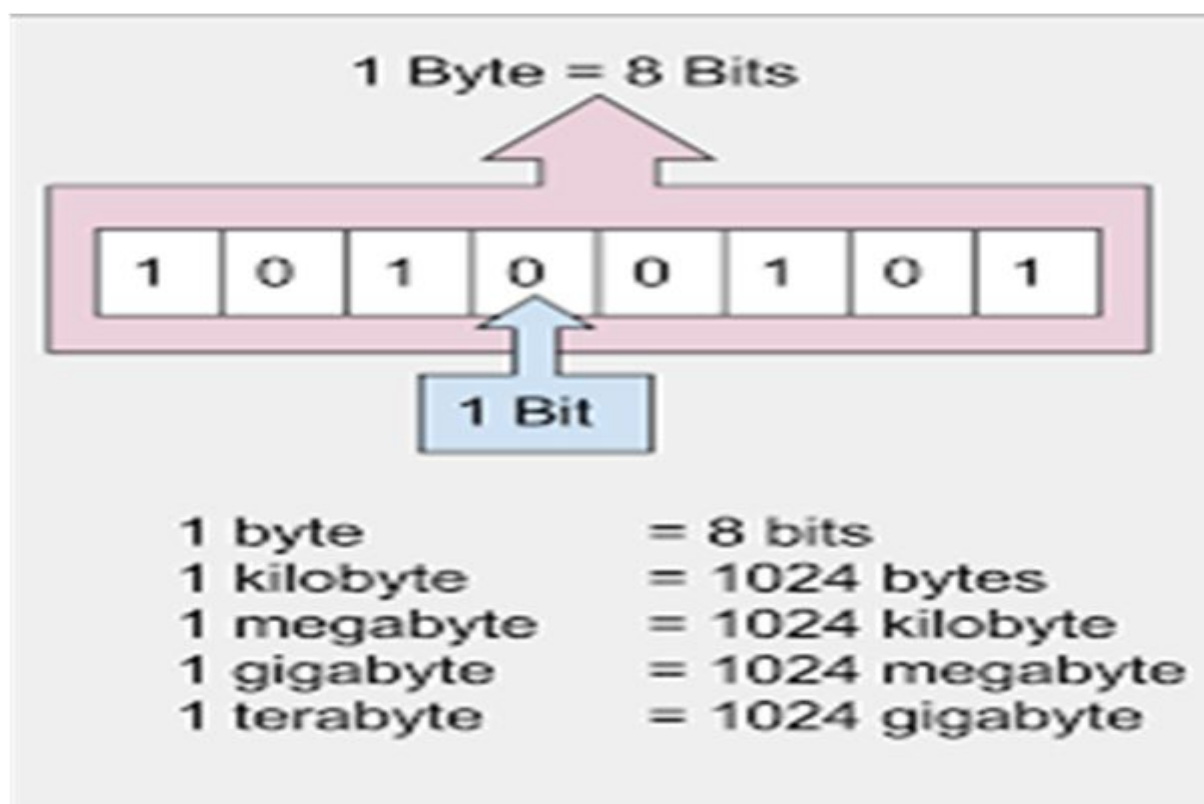 1 Byte = 8 Bits
1 0 1 0 0 1 0 1
1 Bit
1 byte = 8 bits
1 kilobyte = 1024 bytes
1 megabyte = 1024 kilobyte
1 gigabyte = 1024 megabyte
1 terabyte = 1024 gigabyte